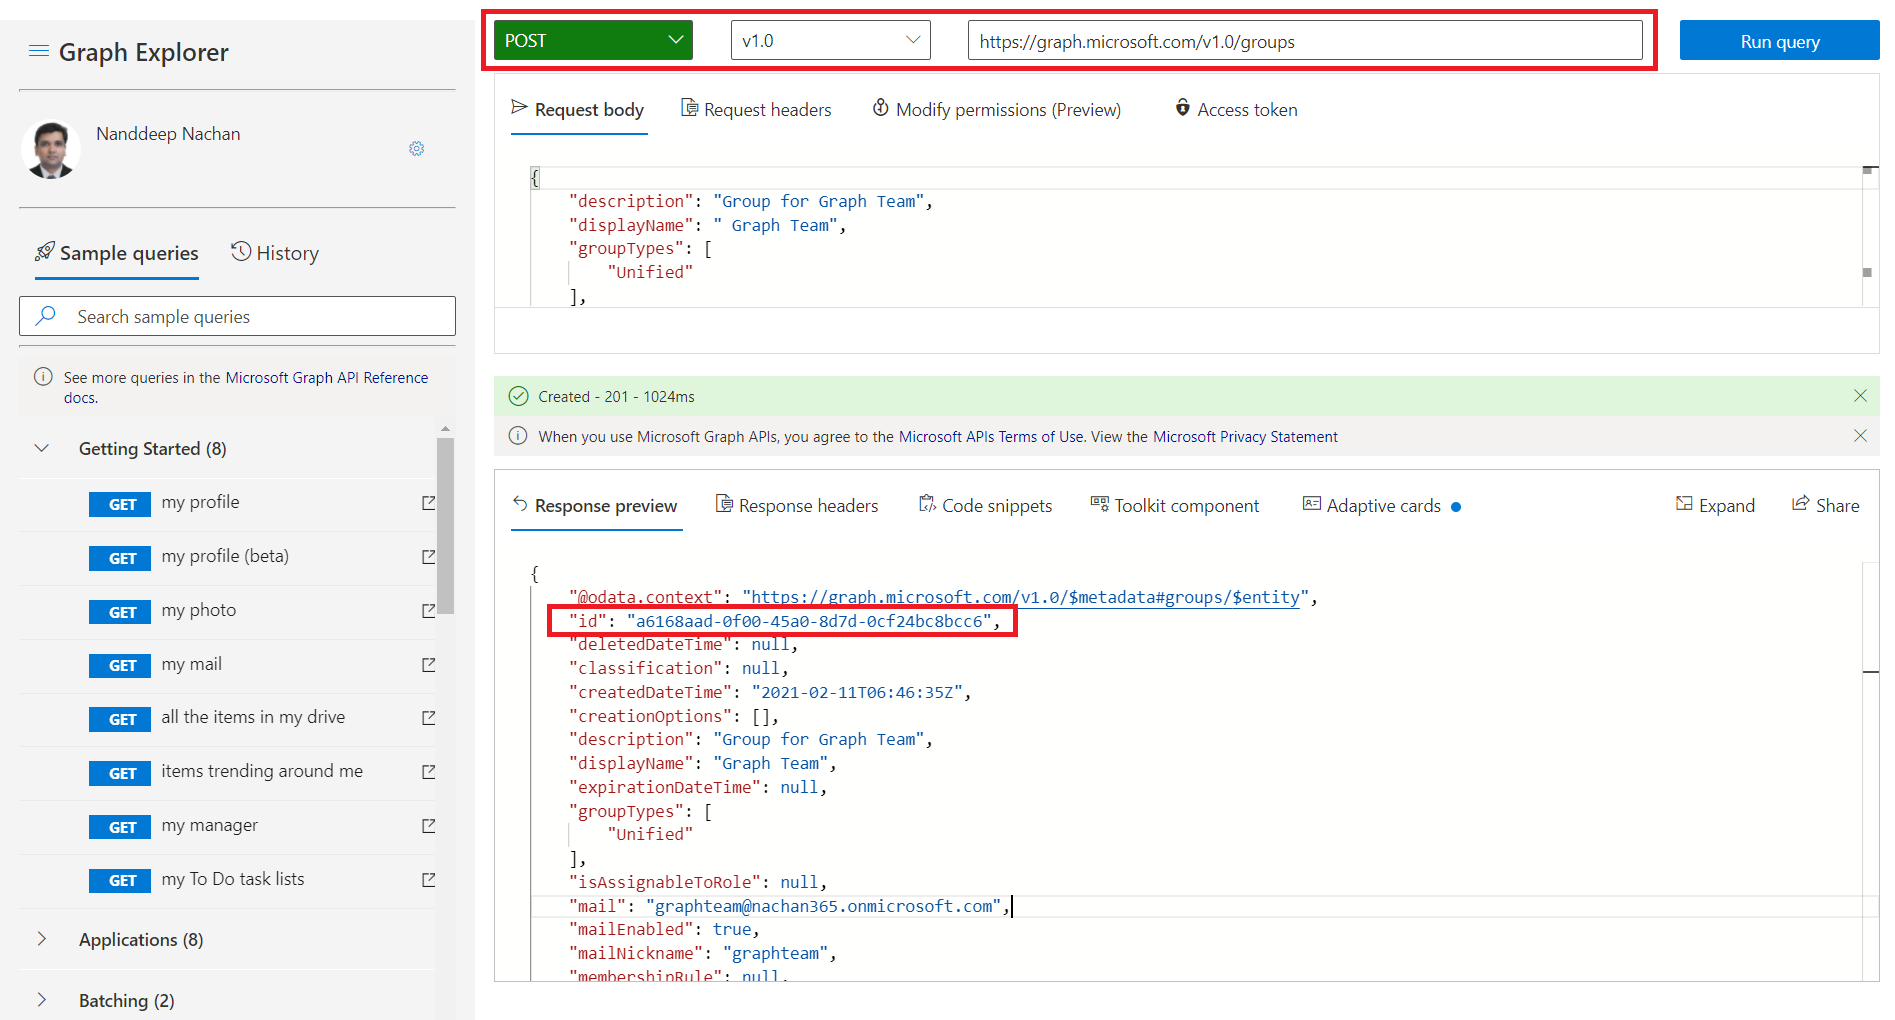 Graph Explorer
Nanddeep Nachan
Sample queries
History
Search sample queries
See more queries in the Microsoft Graph API Reference
docs.
Getting Started (8)
GET my profile
GET my profile (beta)
GET my photo
GET my mail
GET all the items in my drive
GET items trending around me
GET my manager
GET my To Do task lists
Applications (8)
Batching (2)
POST
v1.0
https://graph.microsoft.com/v1.0/groups
Run query
Request body
Request headers
Modify permissions (Preview)
Access token
{
"description": "Group for Graph Team",
"displayName": " Graph Team",
"groupTypes": [
"Unified"
],
Created - 201 - 1024ms
When you use Microsoft Graph APIs, you agree to the Microsoft APIs Terms of Use. View the Microsoft Privacy Statement
Response preview
Response headers
Code snippets
Toolkit component
Adaptive cards
Expand
Share
{
"@odata.context": "https://graph.microsoft.com/v1.0/$metadata#groups/$entity",
"id": "a6168aad-0f00-45a0-8d7d-0cf24bc8bcc6",
"deletedDateTime": null,
"classification": null,
"createdDateTime": "2021-02-11T06:46:35Z",
"creationOptions": [],
"description": "Group for Graph Team",
"displayName": "Graph Team",
"expirationDateTime": null,
"groupTypes": [
"Unified"
],
"isAssignableToRole": null,
"mail": "graphteam@nachan365.onmicrosoft.com",
"mailEnabled": true,
"mailNickname": "graphteam",
"membershipRule": null,